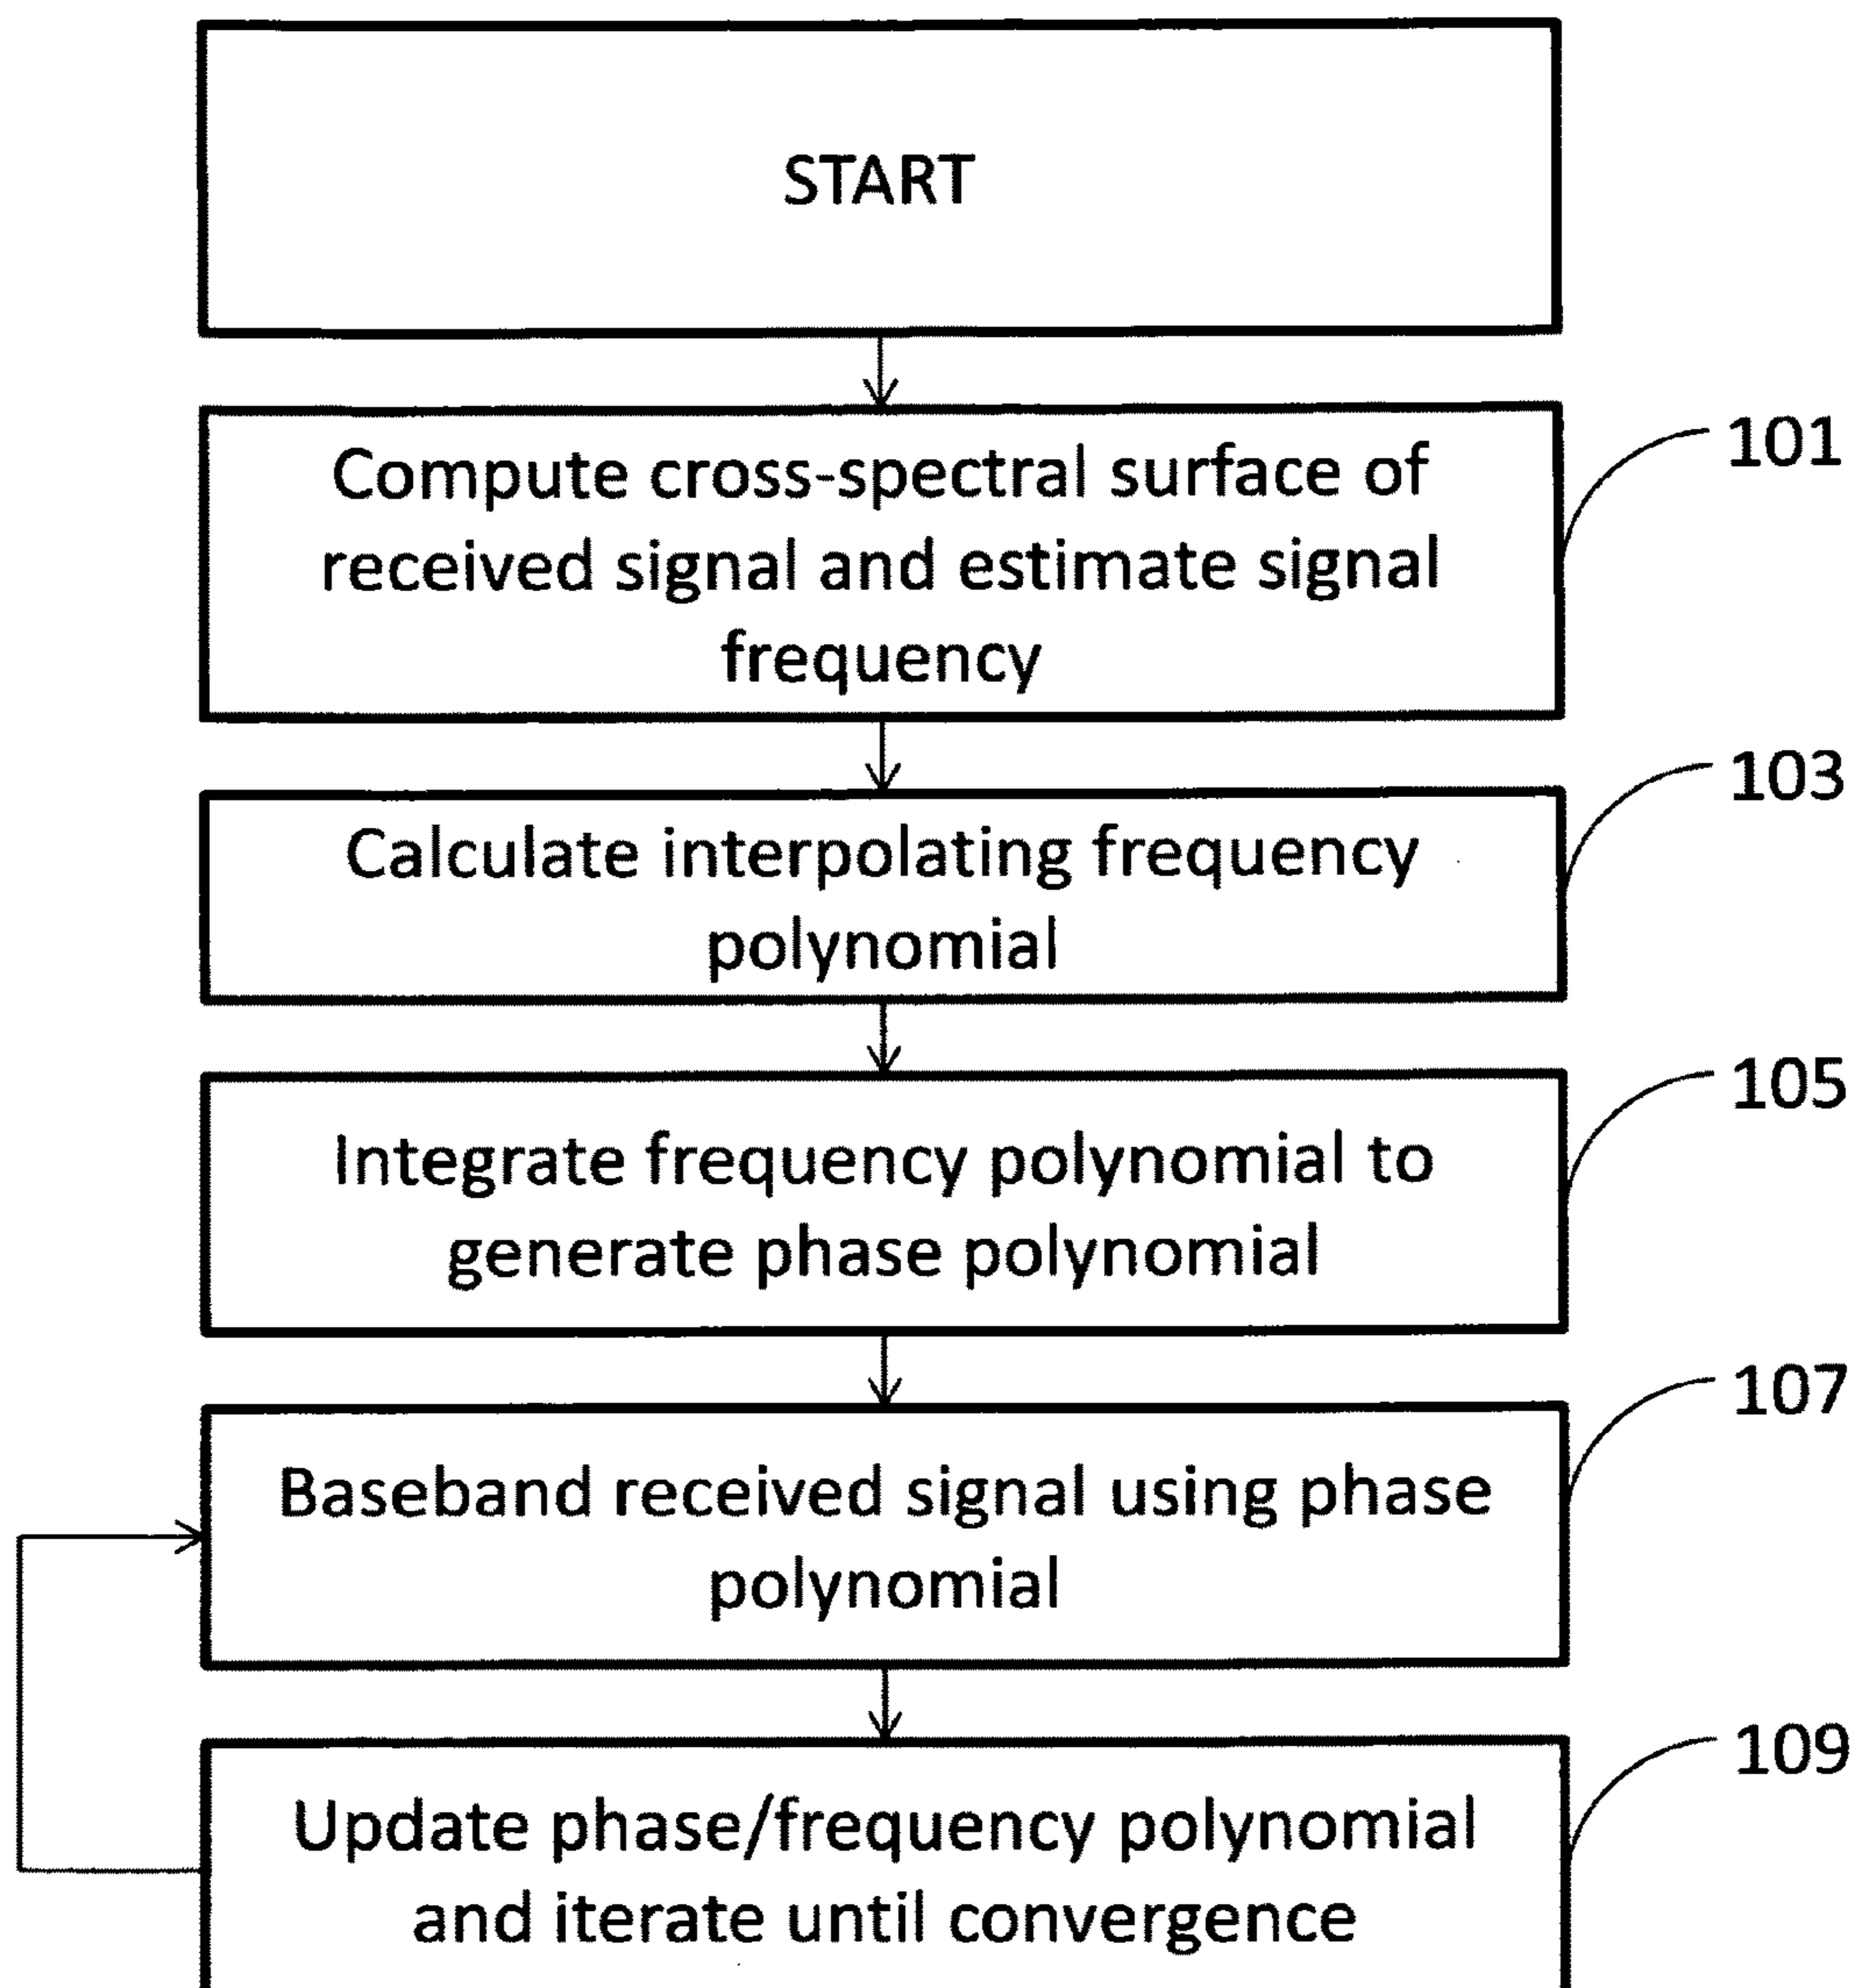 START
Compute cross-spectral surface of
received signal and estimate signal
frequency
101
Calculate interpolating frequency
polynomial
103
Integrate frequency polynomial to
generate phase polynomial
105
Baseband received signal using phase
polynomial
107
Update phase/frequency polynomial
and iterate until convergence
109